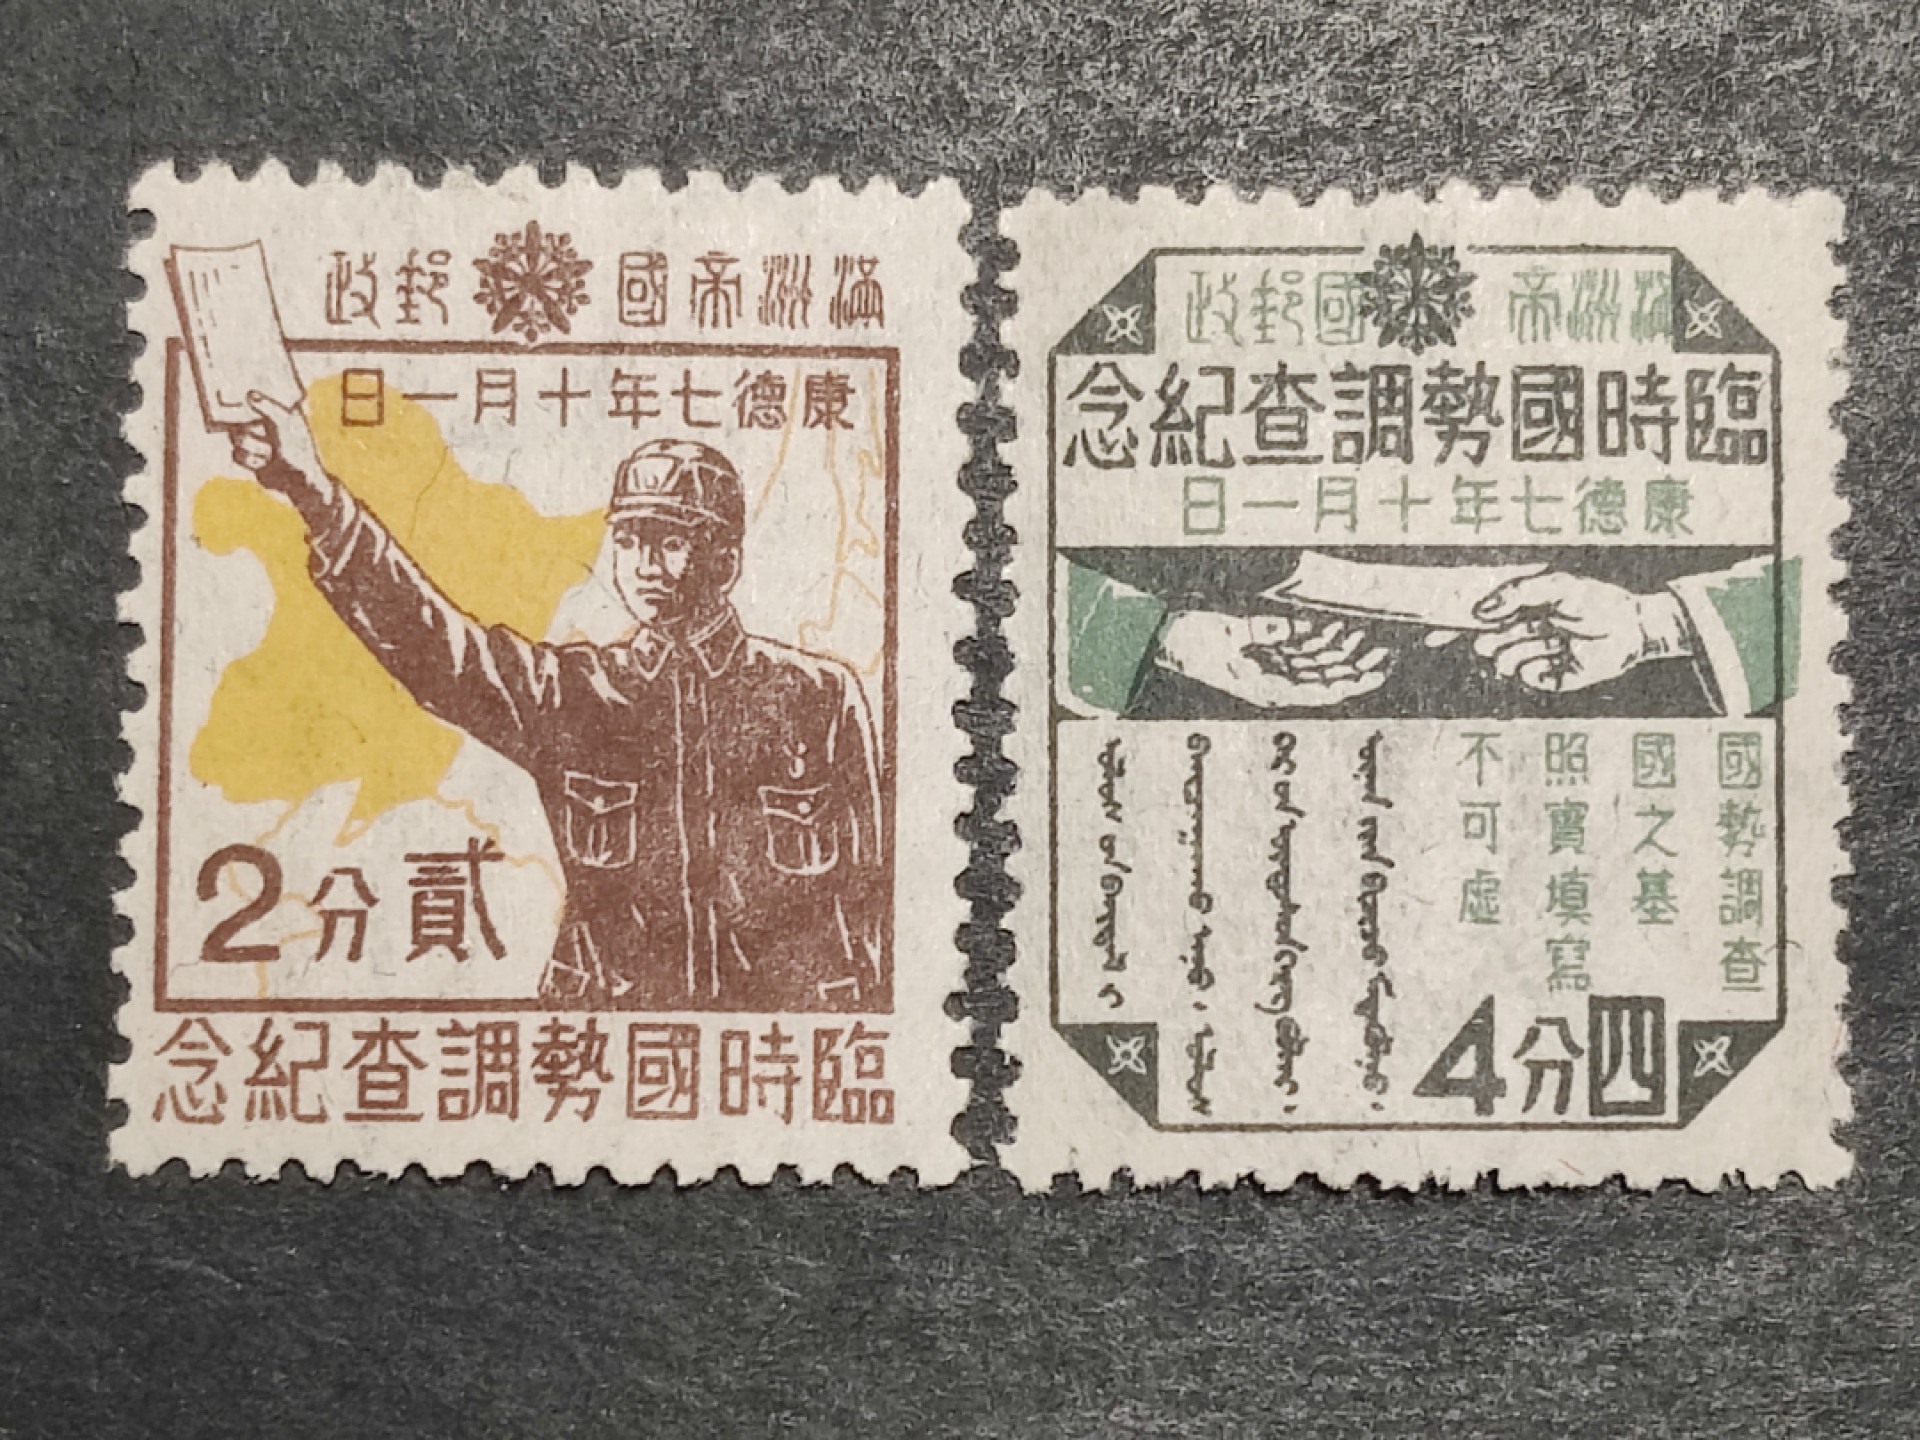 滿洲帝國郵政
康德七年十月一日
貳分2
臨時國勢調查紀念
滿洲帝國郵政
臨時國勢調查紀念
康德七年十月一日
國勢調查
國之基
照實填寫
不可虛
四分4